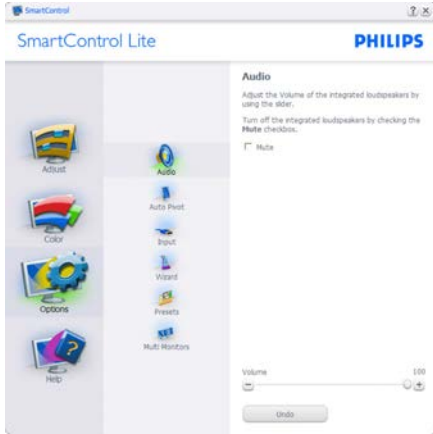 SmartControl
SmartControl Lite
PHILIPS
Adjust
Color
Options
Help
Audio
Auto Pivot
Input
Wizard
Presets
Multi Monitors
Audio
Adjust the Volume of the integrated loudspeakers by
using the slider.
Turn off the integrated loudspeakers by checking the
Mute checkbox.
Mute
Volume 100
Undo